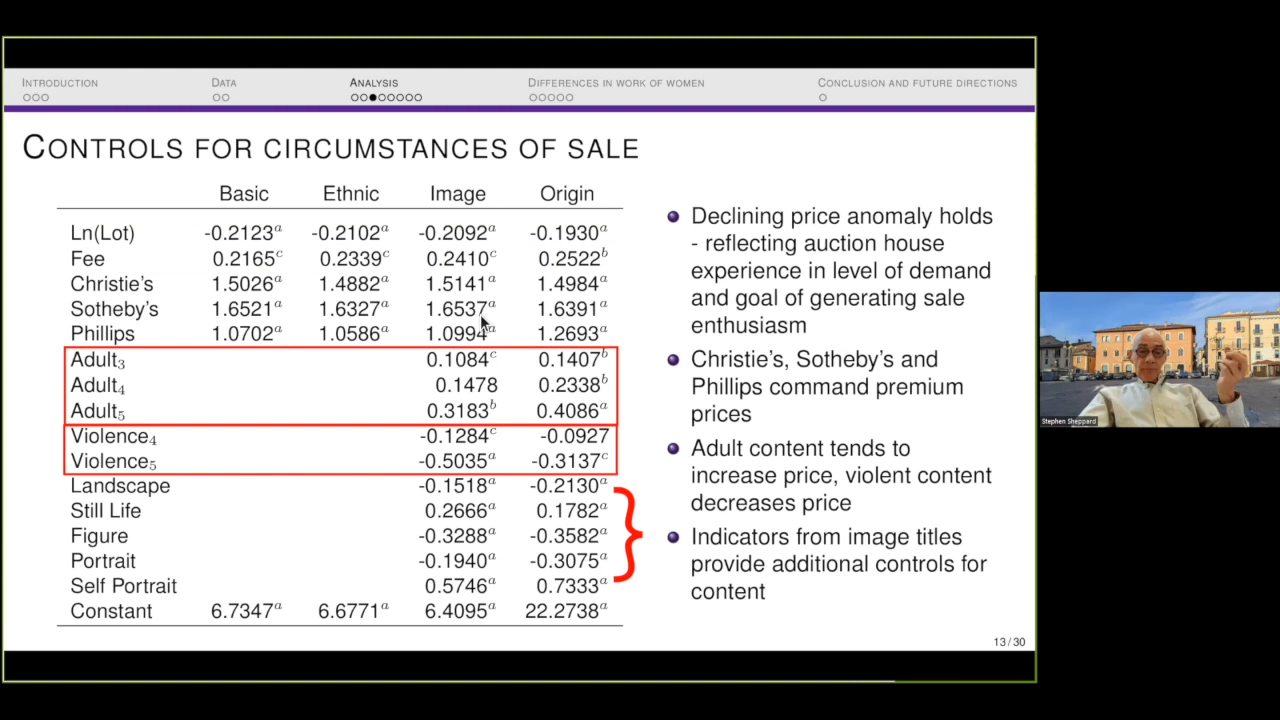 INTRODUCTION DATA ANALYSIS DIFFERENCES IN WORK OF WOMEN CONCLUSION AND FUTURE DIRECTIONS
CONTROLS FOR CIRCUMSTANCES OF SALE
Basic Ethnic Image Origin
Ln(Lot) -0.2123a -0.2102a -0.2092a -0.1930a
Fee 0.2165c 0.2339c 0.2410c 0.2522b
Christie's 1.5026a 1.4882a 1.5141a 1.4984a
Sotheby's 1.6521a 1.6327a 1.6537a 1.6391a
Phillips 1.0702a 1.0586a 1.0994a 1.2693a
Adult3 0.1084c 0.1407b
Adult4 0.1478 0.2338b
Adult5 0.3183b 0.4086a
Violence4 -0.1284c -0.0927
Violence5 -0.5035a -0.3137c
Landscape -0.1518a -0.2130a
Still Life 0.2666a 0.1782a
Figure -0.3288a -0.3582a
Portrait -0.1940a -0.3075a
Self Portrait 0.5746a 0.7333a
Constant 6.7347a 6.6771a 6.4095a 22.2738a
Declining price anomaly holds
- reflecting auction house
experience in level of demand
and goal of generating sale
enthusiasm
Christie's, Sotheby's and
Phillips command premium
prices
Adult content tends to
increase price, violent content
decreases price
Indicators from image titles
provide additional controls for
content
13/30
Stephen Sheppard